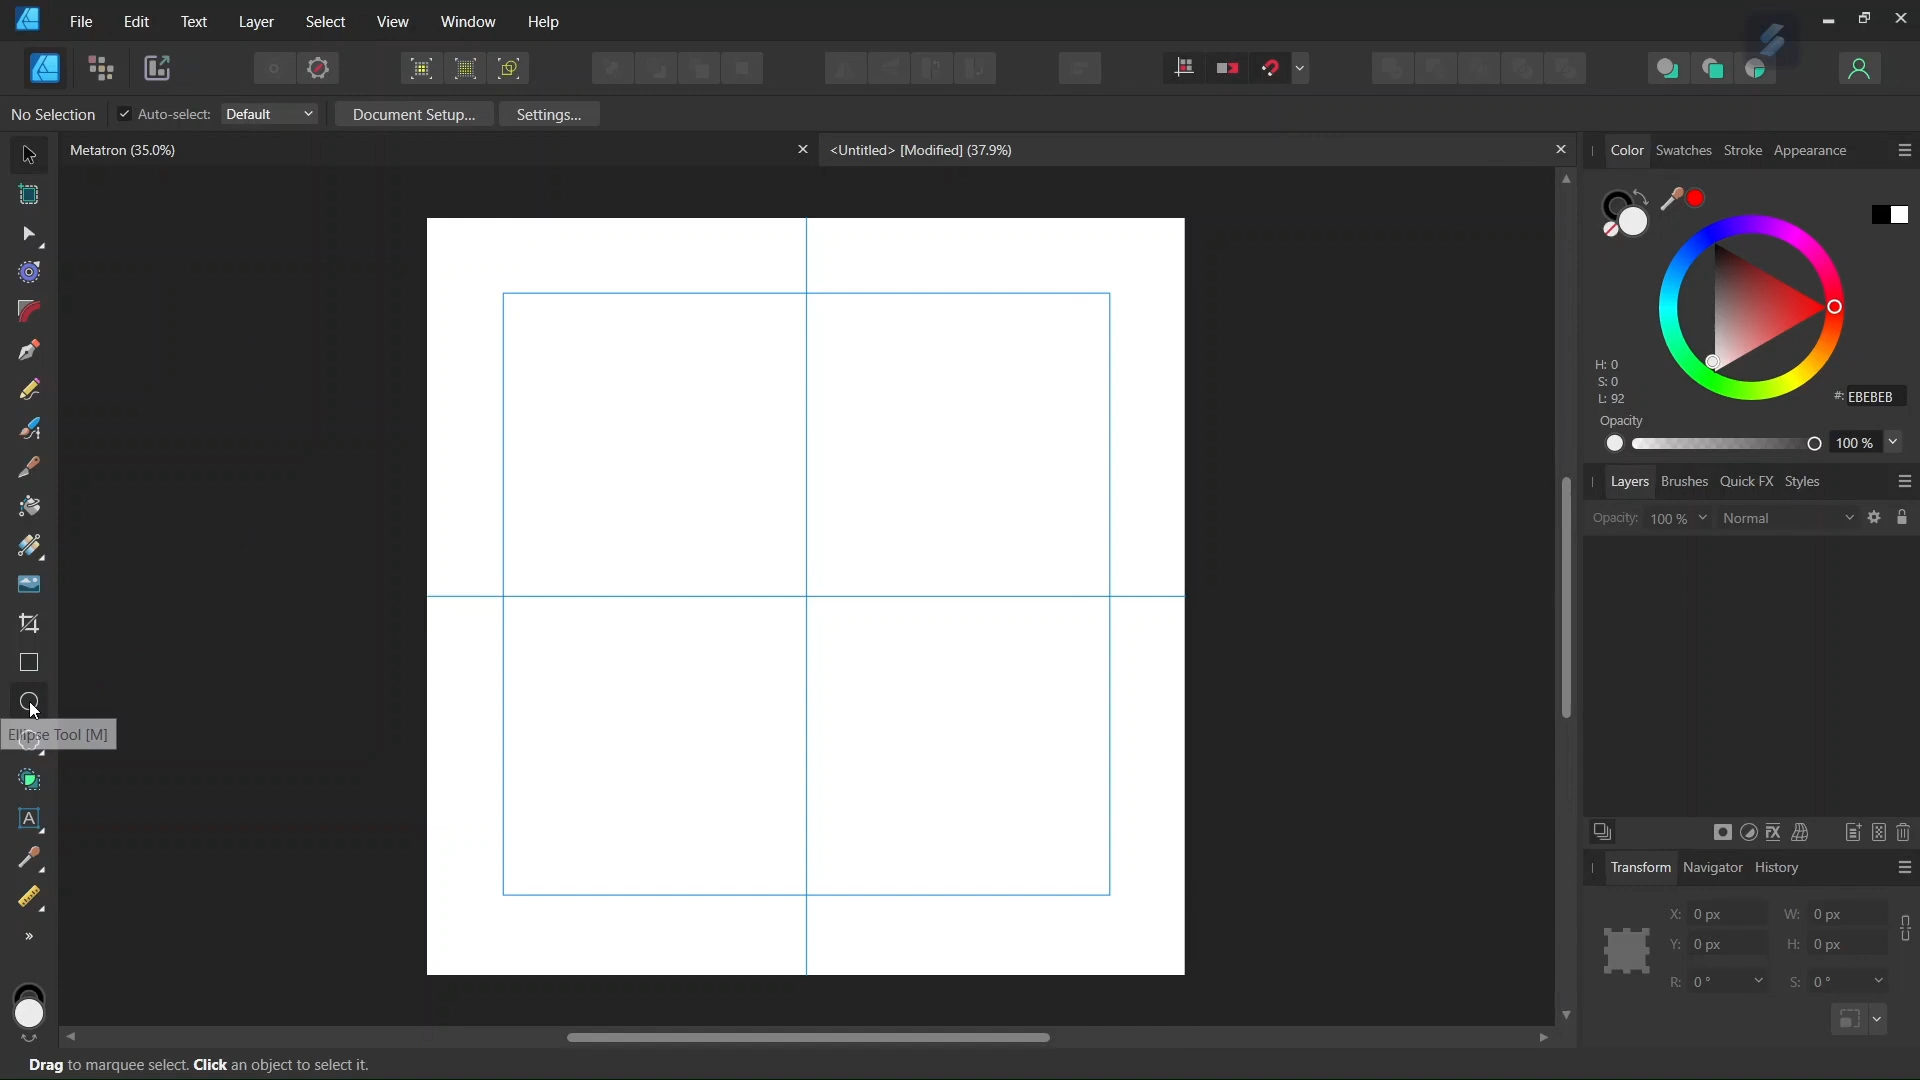 File Edit Text Layer Select View Window Help
No Selection Auto-select: Default Document Setup... Settings...
Metatron (35.0%) <Untitled> [Modified] (37.9%)
Color Swatches Stroke Appearance
H: 0
S: 0
L: 92
#: EBEBEB
Opacity
100 %
Layers Brushes Quick FX Styles
Opacity: 100 % Normal
Ellipse Tool [M]
A
FX
Transform Navigator History
X: 0 px W: 0 px
Y: 0 px H: 0 px
R: 0 ° S: 0 °
Drag to marquee select. Click an object to select it.